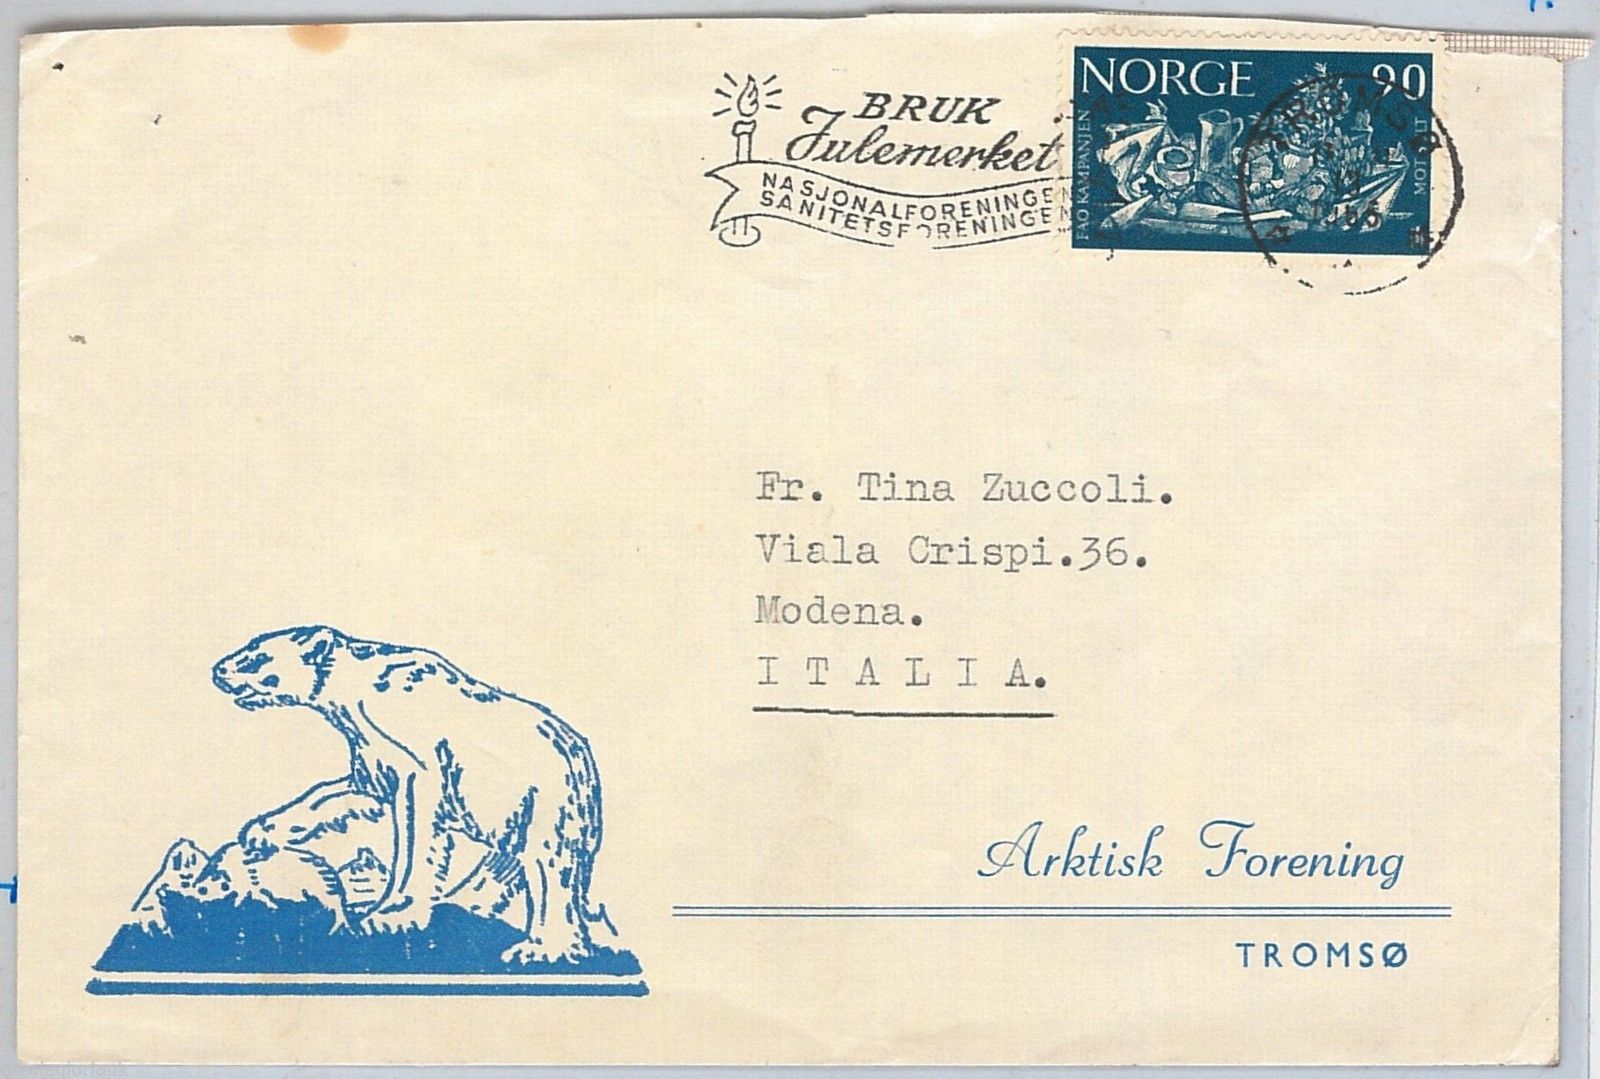 BRUK
Julemerket
NASJONALFORENINGEN
SANITETSFORENINGEN
NORGE 90
FAO KAMPANJEN
MOT SULT
TROMSØ
Fr. Tina Zuccoli.
Viala Crispi.36.
Modena.
ITALIA.
Arktisk Forening
TROMSØ